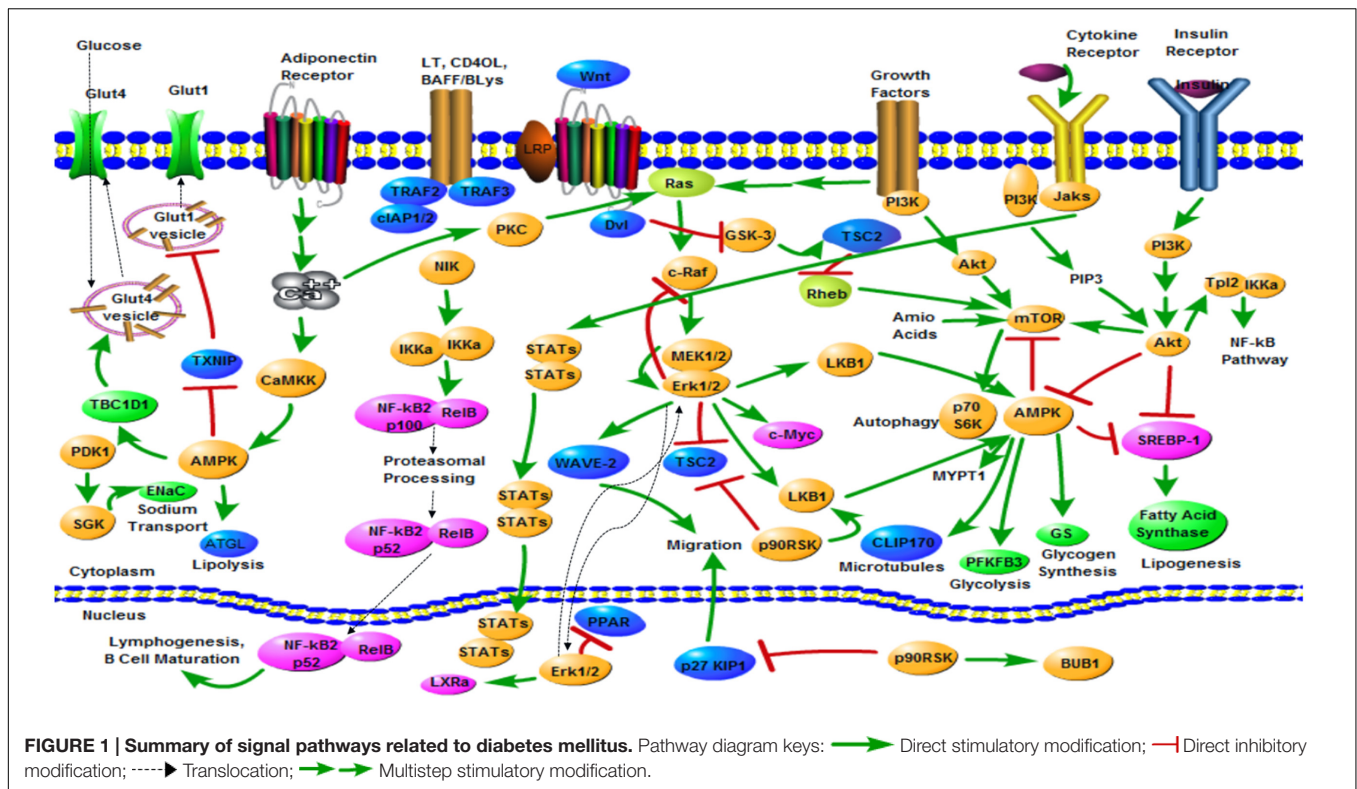 Glucose
Glut4
Glut1
Adiponectin
Receptor
LT, CD4OL,
BAFF/BLys
Wnt
Growth
Factors
Cytokine
Receptor
Insulin
Receptor
Insulin
LRP
TRAF2
TRAF3
cIAP1/2
Ras
PI3K
PI3K
Jaks
Glut1
vesicle
Dvl
GSK-3
TSC2
PKC
NIK
c-Raf
Akt
PI3K
Ca++
Glut4
vesicle
Rheb
PIP3
Tpl2
IKKa
Amio
Acids
mTOR
Akt
NF-kB
Pathway
TXNIP
CaMKK
IKKa
IKKa
STATs
STATs
MEK1/2
Erk1/2
LKB1
TBC1D1
NF-kB2
p100
RelB
c-Myc
Autophagy
p70
S6K
AMPK
SREBP-1
PDK1
AMPK
Proteasomal
Processing
WAVE-2
TSC2
MYPT1
ENaC
Sodium
Transport
SGK
STATs
STATs
LKB1
ATGL
Lipolysis
NF-kB2
p52
RelB
Migration
p90RSK
CLIP170
Microtubules
PFKFB3
Glycolysis
GS
Glycogen
Synthesis
Fatty Acid
Synthase
Lipogenesis
Cytoplasm
Nucleus
Lymphogenesis,
B Cell Maturation
NF-kB2
p52
RelB
STATs
STATs
PPAR
LXRa
Erk1/2
p27 KIP1
p90RSK
BUB1
FIGURE 1 | Summary of signal pathways related to diabetes mellitus. Pathway diagram keys: Direct stimulatory modification; Direct inhibitory
modification; Translocation; Multistep stimulatory modification.